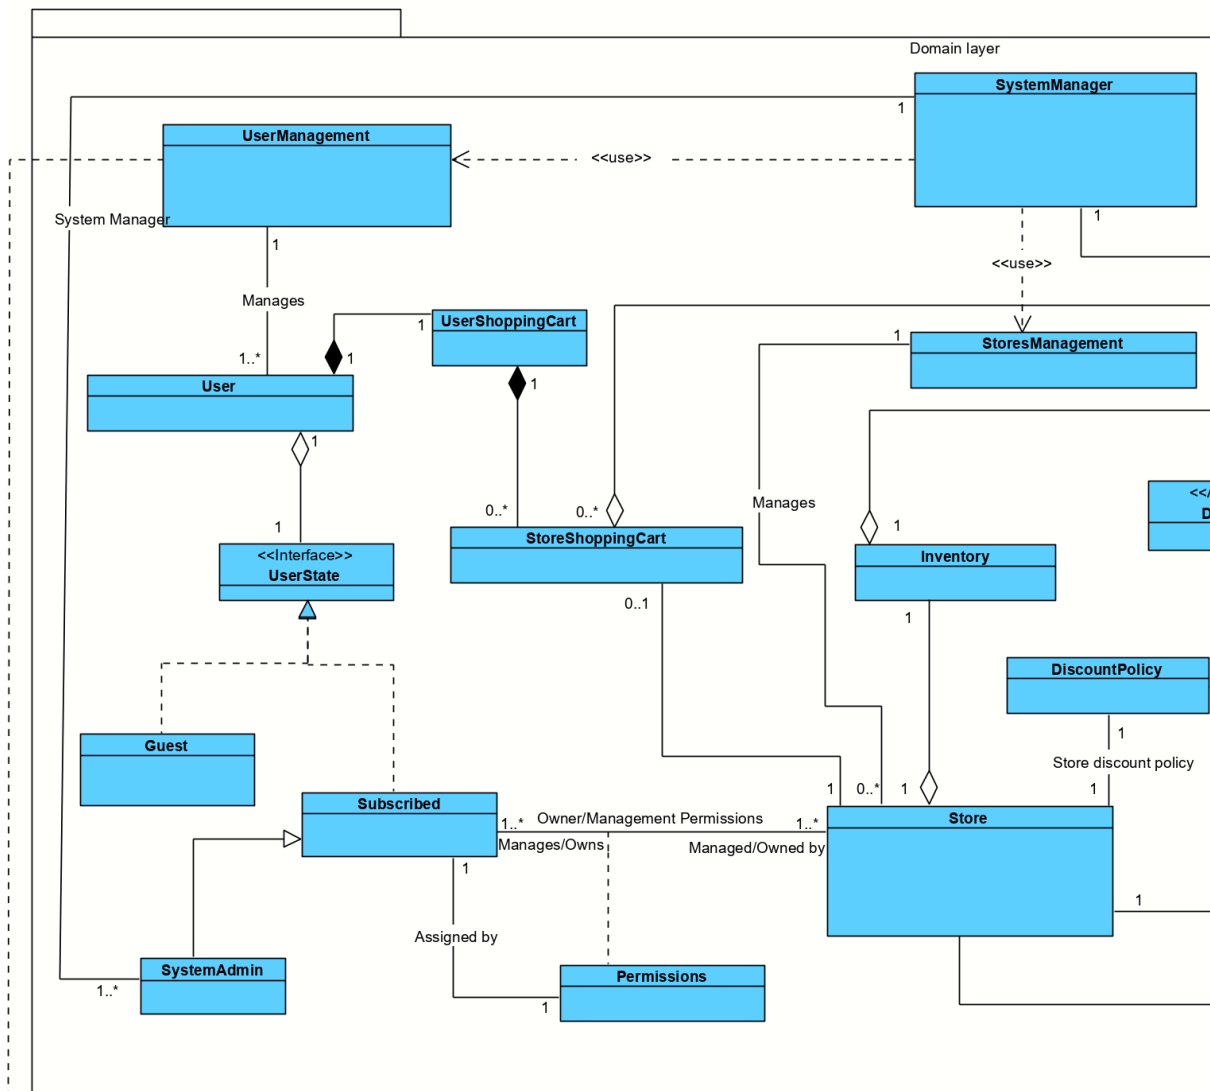 Domain layer
SystemManager
1
UserManagement
<<use>>
System Manager
1
1
<<use>>
Manages
UserShoppingCart
1
1
StoresManagement
1..*
1
User
1
1
Manages
<<A
D
0..*
0..*
1
1
StoreShoppingCart
Inventory
<<Interface>>
UserState
0..1
1
DiscountPolicy
1
Store discount policy
Guest
1
0..*
1
1
Subscribed
1..*
Owner/Management Permissions
1..*
Store
Manages/Owns
Managed/Owned by
1
1
Assigned by
SystemAdmin
Permissions
1..*
1